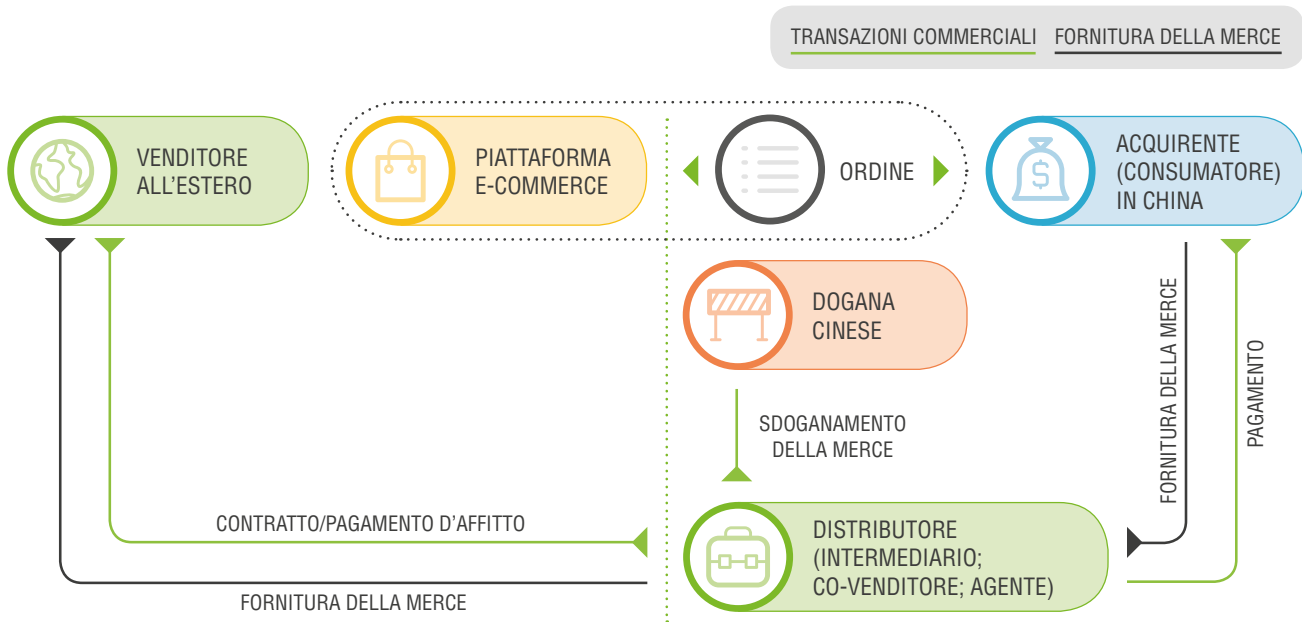 TRANSAZIONI COMMERCIALI FORNITURA DELLA MERCE
VENDITORE
ALL'ESTERO
PIATTAFORMA
E-COMMERCE
ORDINE
ACQUIRENTE
(CONSUMATORE)
IN CHINA
DOGANA
CINESE
SDOGANAMENTO
DELLA MERCE
FORNITURA DELLA MERCE
PAGAMENTO
CONTRATTO/PAGAMENTO D'AFFITTO
FORNITURA DELLA MERCE
DISTRIBUTORE
(INTERMEDIARIO;
CO-VENDITORE; AGENTE)
$